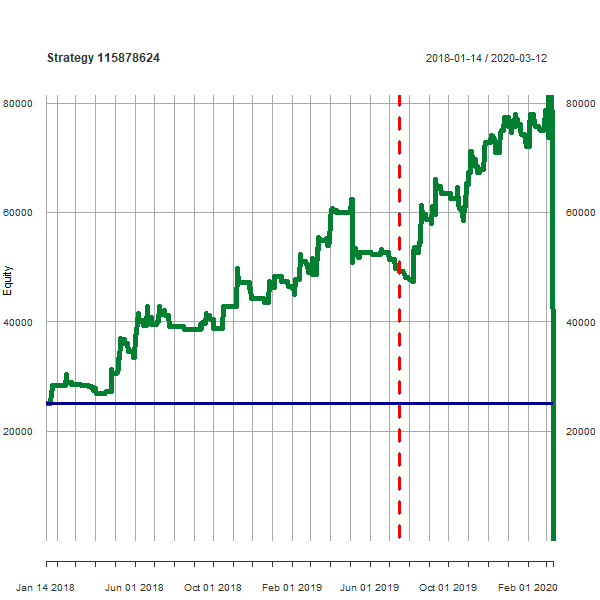 Strategy 115878624
2018-01-14 / 2020-03-12
80000
80000
60000
60000
Equity
40000
40000
20000
20000
Jan 14 2018
Jun 01 2018
Oct 01 2018
Feb 01 2019
Jun 01 2019
Oct 01 2019
Feb 01 2020